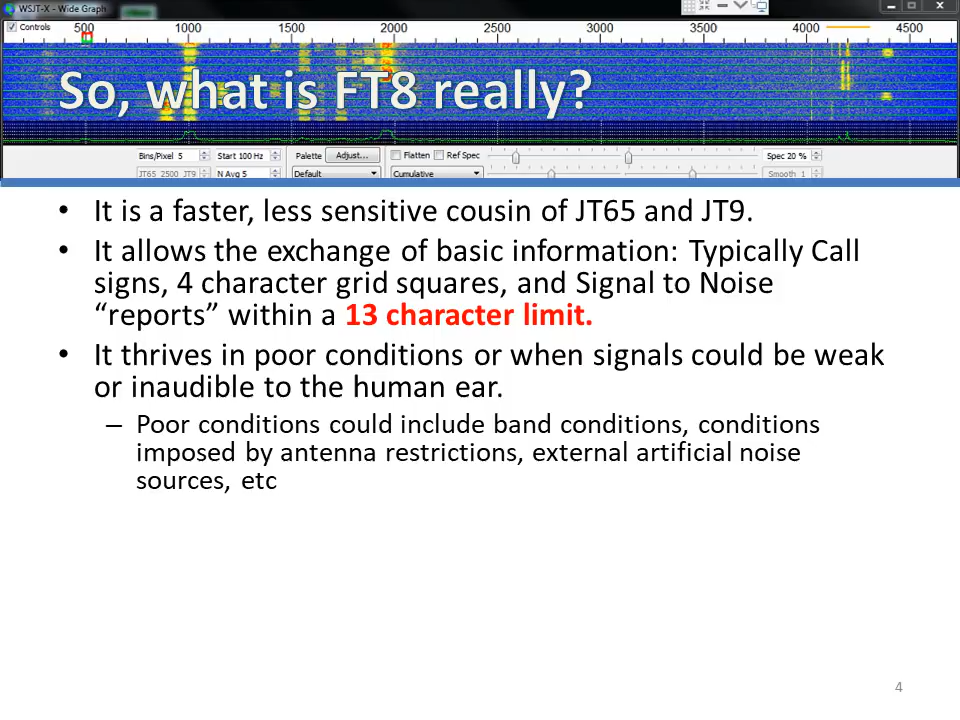 WSJT-X - Wide Graph
Controls 500 1000 1500 2000 2500 3000 3500 4000 4500
So, what is FT8 really?
Bins/Pixel 5 Start 100 Hz Palette Adjust... Flatten Ref Spec Spec 20 %
JT65 2500 JT9 N Avg 5 Default Cumulative Smooth 1
• It is a faster, less sensitive cousin of JT65 and JT9.
• It allows the exchange of basic information: Typically Call
signs, 4 character grid squares, and Signal to Noise
“reports” within a 13 character limit.
• It thrives in poor conditions or when signals could be weak
or inaudible to the human ear.
– Poor conditions could include band conditions, conditions
imposed by antenna restrictions, external artificial noise
sources, etc
4